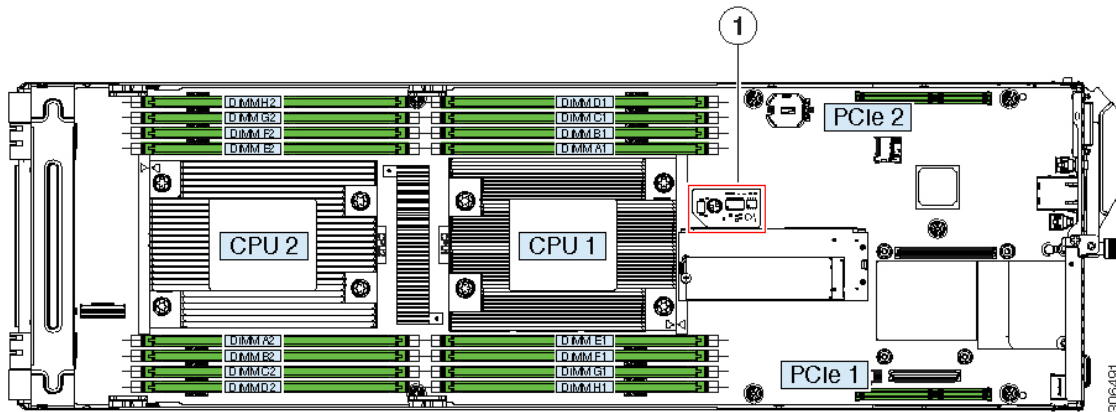 1
DIMM H2
DIMM D1
DIMM G2
DIMM C1
DIMM F2
DIMM B1
DIMM E2
DIMM A1
PCIe 2
CPU 2
CPU 1
DIMM A2
DIMM E1
DIMM B2
DIMM F1
DIMM C2
DIMM G1
DIMM D2
DIMM H1
PCIe 1